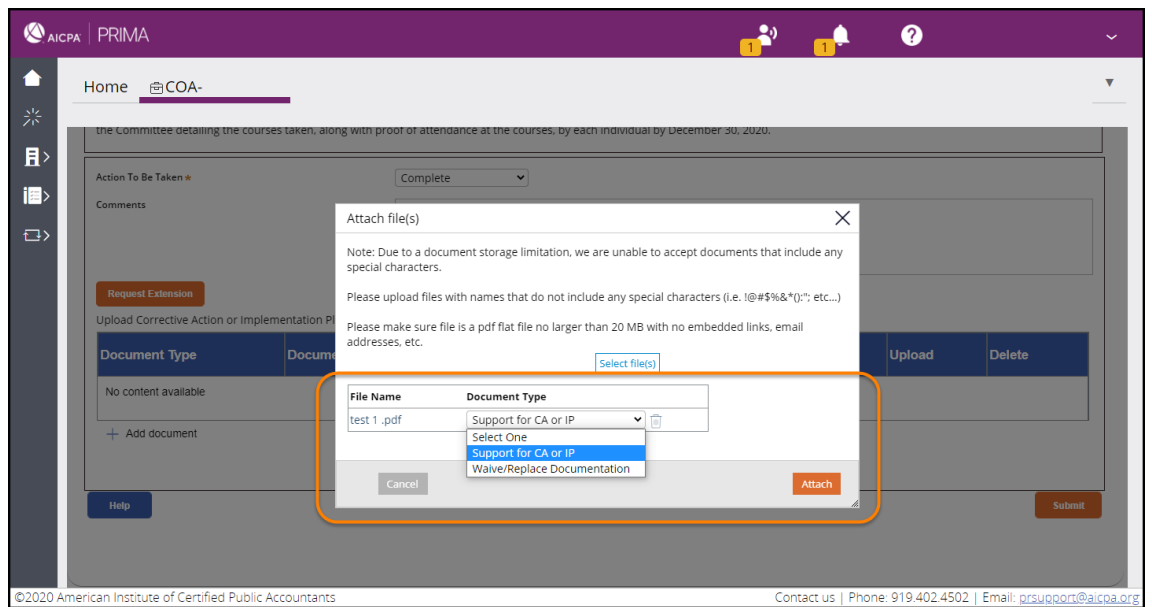 AICPA | PRIMA
1
1
?
Home COA-
the Committee detailing the courses taken, along with proof of attendance at the courses, by each individual by December 30, 2020.
Action To Be Taken * Complete
Comments
Attach file(s)
Note: Due to a document storage limitation, we are unable to accept documents that include any
special characters.
Please upload files with names that do not include any special characters (i.e. !@#$%&*():"; etc...)
Please make sure file is a pdf flat file no larger than 20 MB with no embedded links, email
addresses, etc.
Select file(s)
Request Extension
Upload Corrective Action or Implementation
Document Type Upload Delete
No content available
+ Add document
File Name Document Type
test 1 .pdf Support for CA or IP
Select One
Support for CA or IP
Waive/Replace Documentation
Cancel Attach
Help Submit
©2020 American Institute of Certified Public Accountants Contact us | Phone: 919.402.4502 | Email: prsupport@aicpa.org